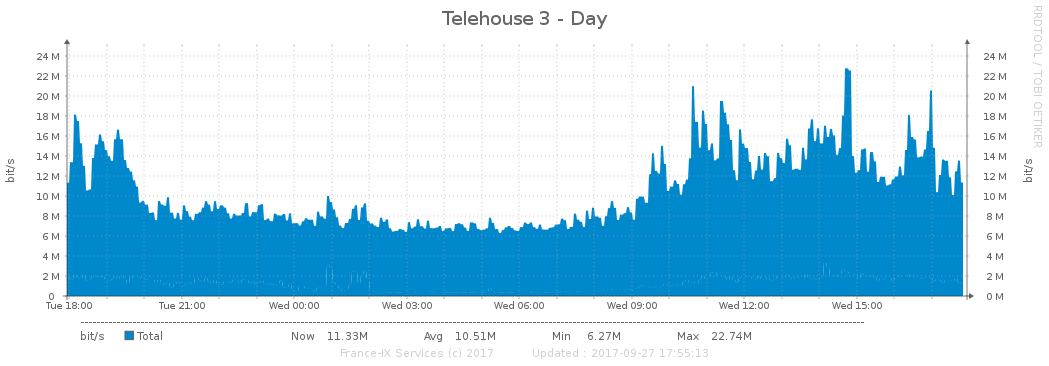 Telehouse 3 - Day
RRDTOOL / TOBI OETIKER
bit/s
24 M 24 M
22 M 22 M
20 M 20 M
18 M 18 M
16 M 16 M
14 M 14 M
12 M 12 M
10 M 10 M
8 M 8 M
6 M 6 M
4 M 4 M
2 M 2 M
0 0 M
bit/s
Tue 18:00 Tue 21:00 Wed 00:00 Wed 03:00 Wed 06:00 Wed 09:00 Wed 12:00 Wed 15:00
bit/s Total Now 11.33M Avg 10.51M Min 6.27M Max 22.74M
France-IX Services (c) 2017 Updated : 2017-09-27 17:55:13